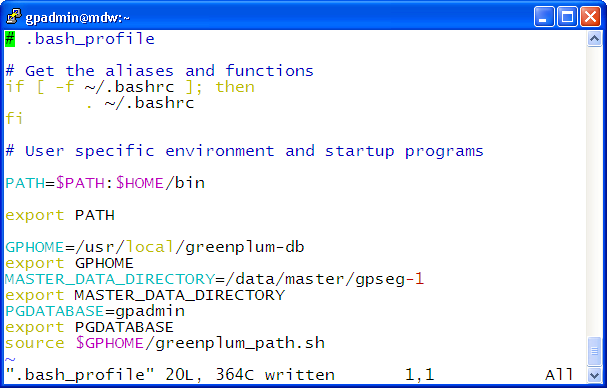 gpadmin@mdw:~
# .bash_profile
# Get the aliases and functions
if [ -f ~/.bashrc ]; then
        . ~/.bashrc
fi
# User specific environment and startup programs
PATH=$PATH:$HOME/bin
export PATH
GPHOME=/usr/local/greenplum-db
export GPHOME
MASTER_DATA_DIRECTORY=/data/master/gpseg-1
export MASTER_DATA_DIRECTORY
PGDATABASE=gpadmin
export PGDATABASE
source $GPHOME/greenplum_path.sh
~
".bash_profile" 20L, 364C written 1,1 All